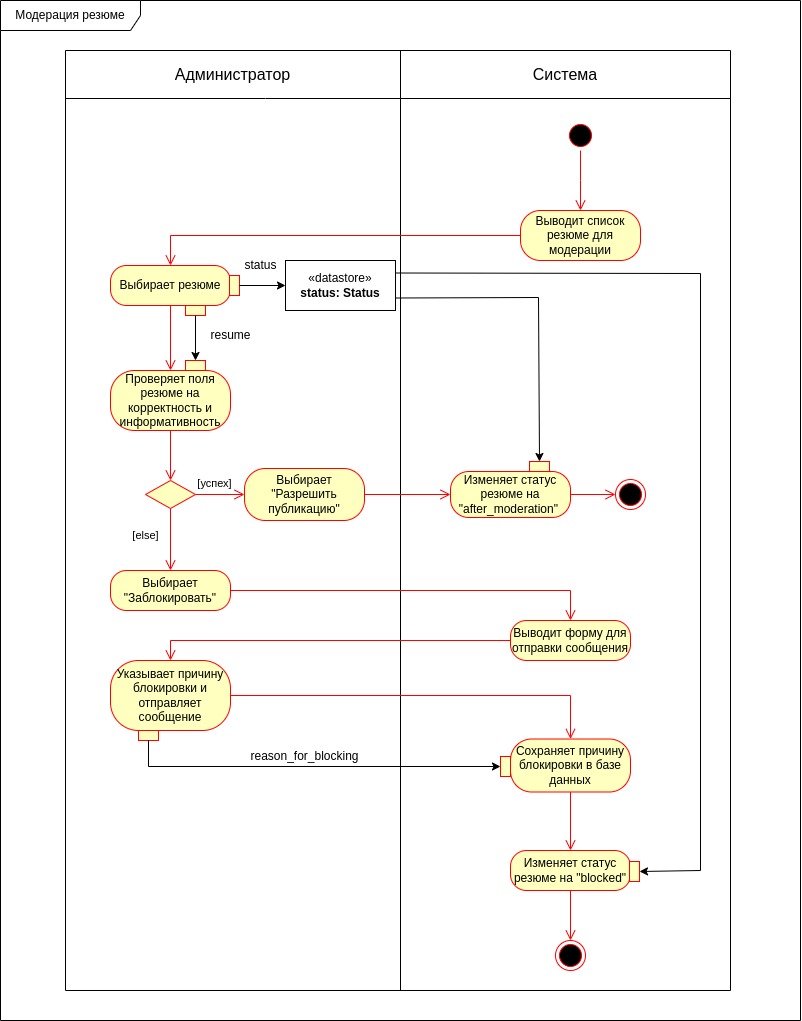 Модерация резюме
Администратор
Система
Выводит список
резюме для
модерации
Выбирает резюме
status
«datastore»
status: Status
resume
Проверяет поля
резюме на
корректность и
информативность
[успех]
Выбирает
"Разрешить
публикацию"
Изменяет статус
резюме на
"after_moderation"
[else]
Выбирает
"Заблокировать"
Выводит форму для
отправки сообщения
Указывает причину
блокировки и
отправляет
сообщение
reason_for_blocking
Сохраняет причину
блокировки в базе
данных
Изменяет статус
резюме на "blocked"